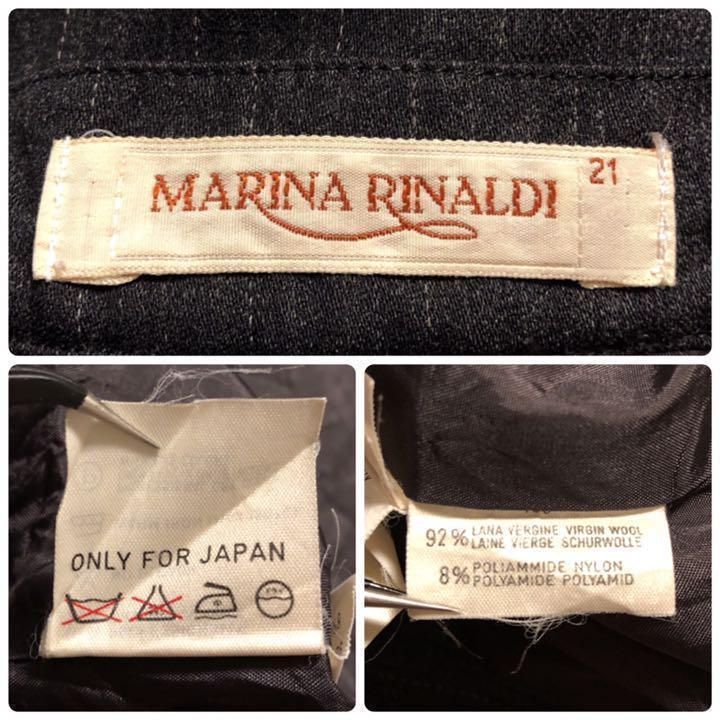 MARINA RINALDI
21
ONLY FOR JAPAN
92% LANA VERGINE VIRGIN WOOL
LAINE VIERGE SCHURWOLLE
8% POLIAMMIDE NYLON
POLYAMIDE POLYAMID